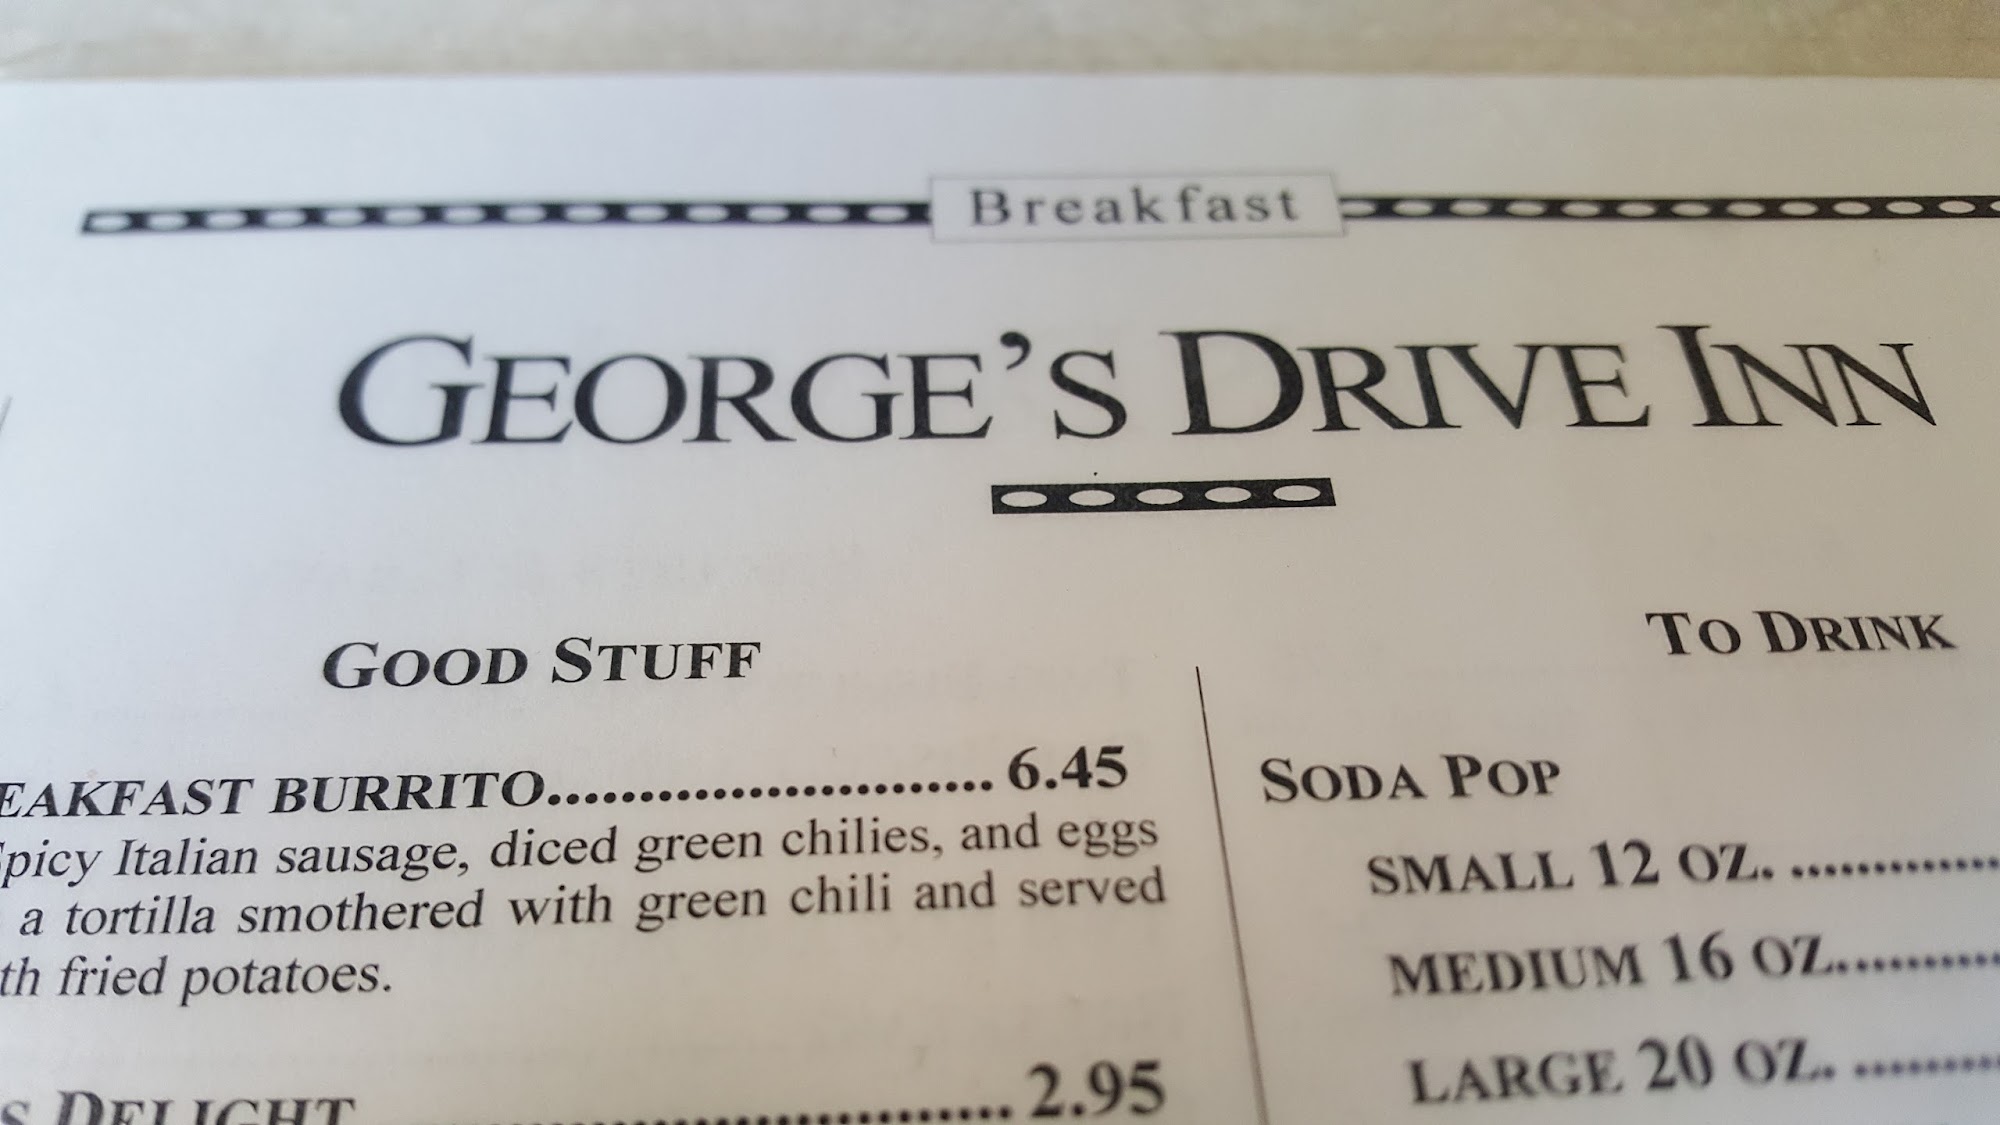 Breakfast
GEORGE'S DRIVE INN
GOOD STUFF
EAKFAST BURRITO......................... 6.45
Spicy Italian sausage, diced green chilies, and eggs
a tortilla smothered with green chili and served
th fried potatoes.
S DELIGHT ................................. 2.95
TO DRINK
SODA POP
SMALL 12 OZ. ............
MEDIUM 16 OZ..........
LARGE 20 OZ. .........